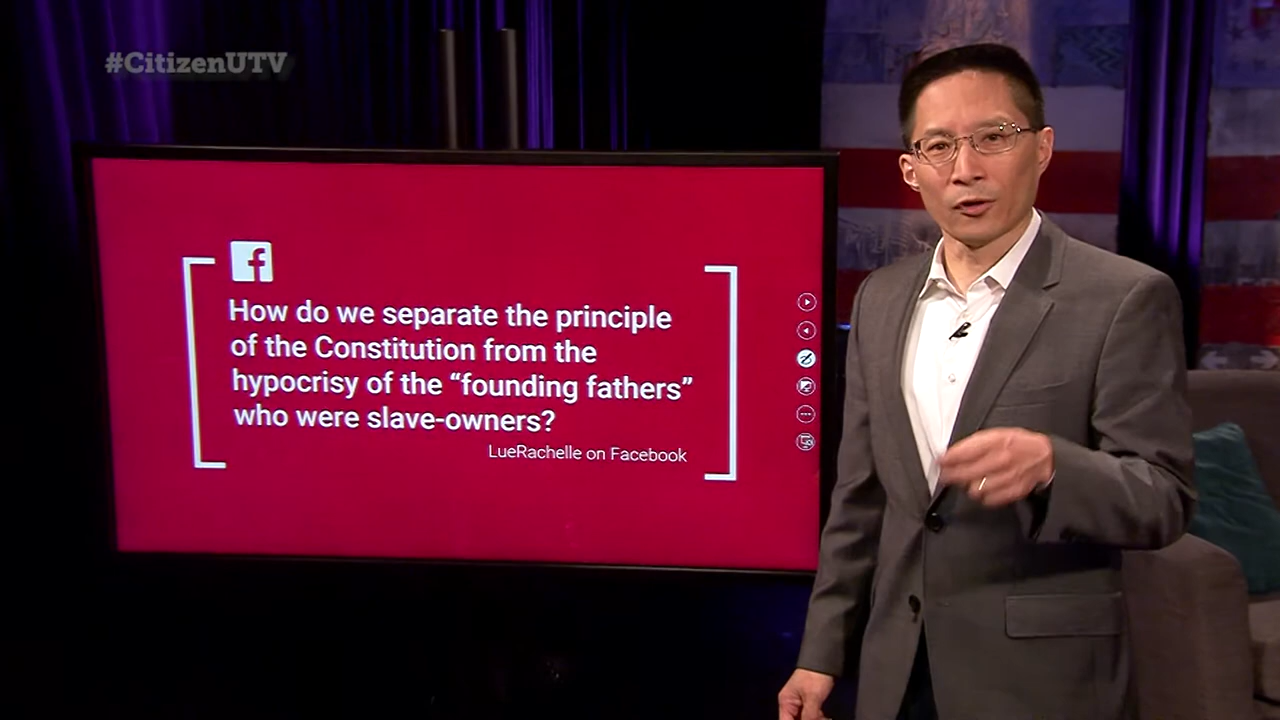 #CitizenUTV
How do we separate the principle
of the Constitution from the
hypocrisy of the “founding fathers”
who were slave-owners?
LueRachelle on Facebook